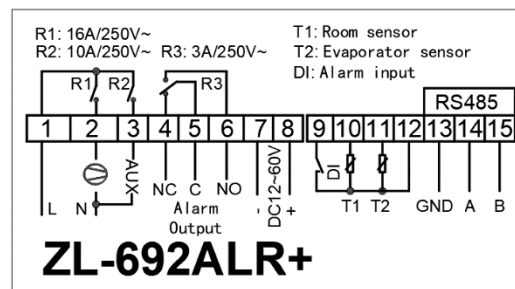 R1: 16A/250V~
R2: 10A/250V~ R3: 3A/250V~
T1: Room sensor
T2: Evaporator sensor
DI: Alarm input
R1 R2 R3
RS485
1 2 3 4 5 6 7 8 9 10 11 12 13 14 15
L N AUX NC C NO - DC12~60V + DI T1 T2 GND A B
Alarm
Output
ZL-692ALR+